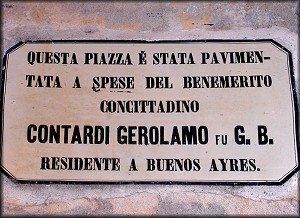 QUESTA PIAZZA È STATA PAVIMEN-
TATA A SPESE DEL BENEMERITO
CONCITTADINO
CONTARDI GEROLAMO FU G. B.
RESIDENTE A BUENOS AYRES.